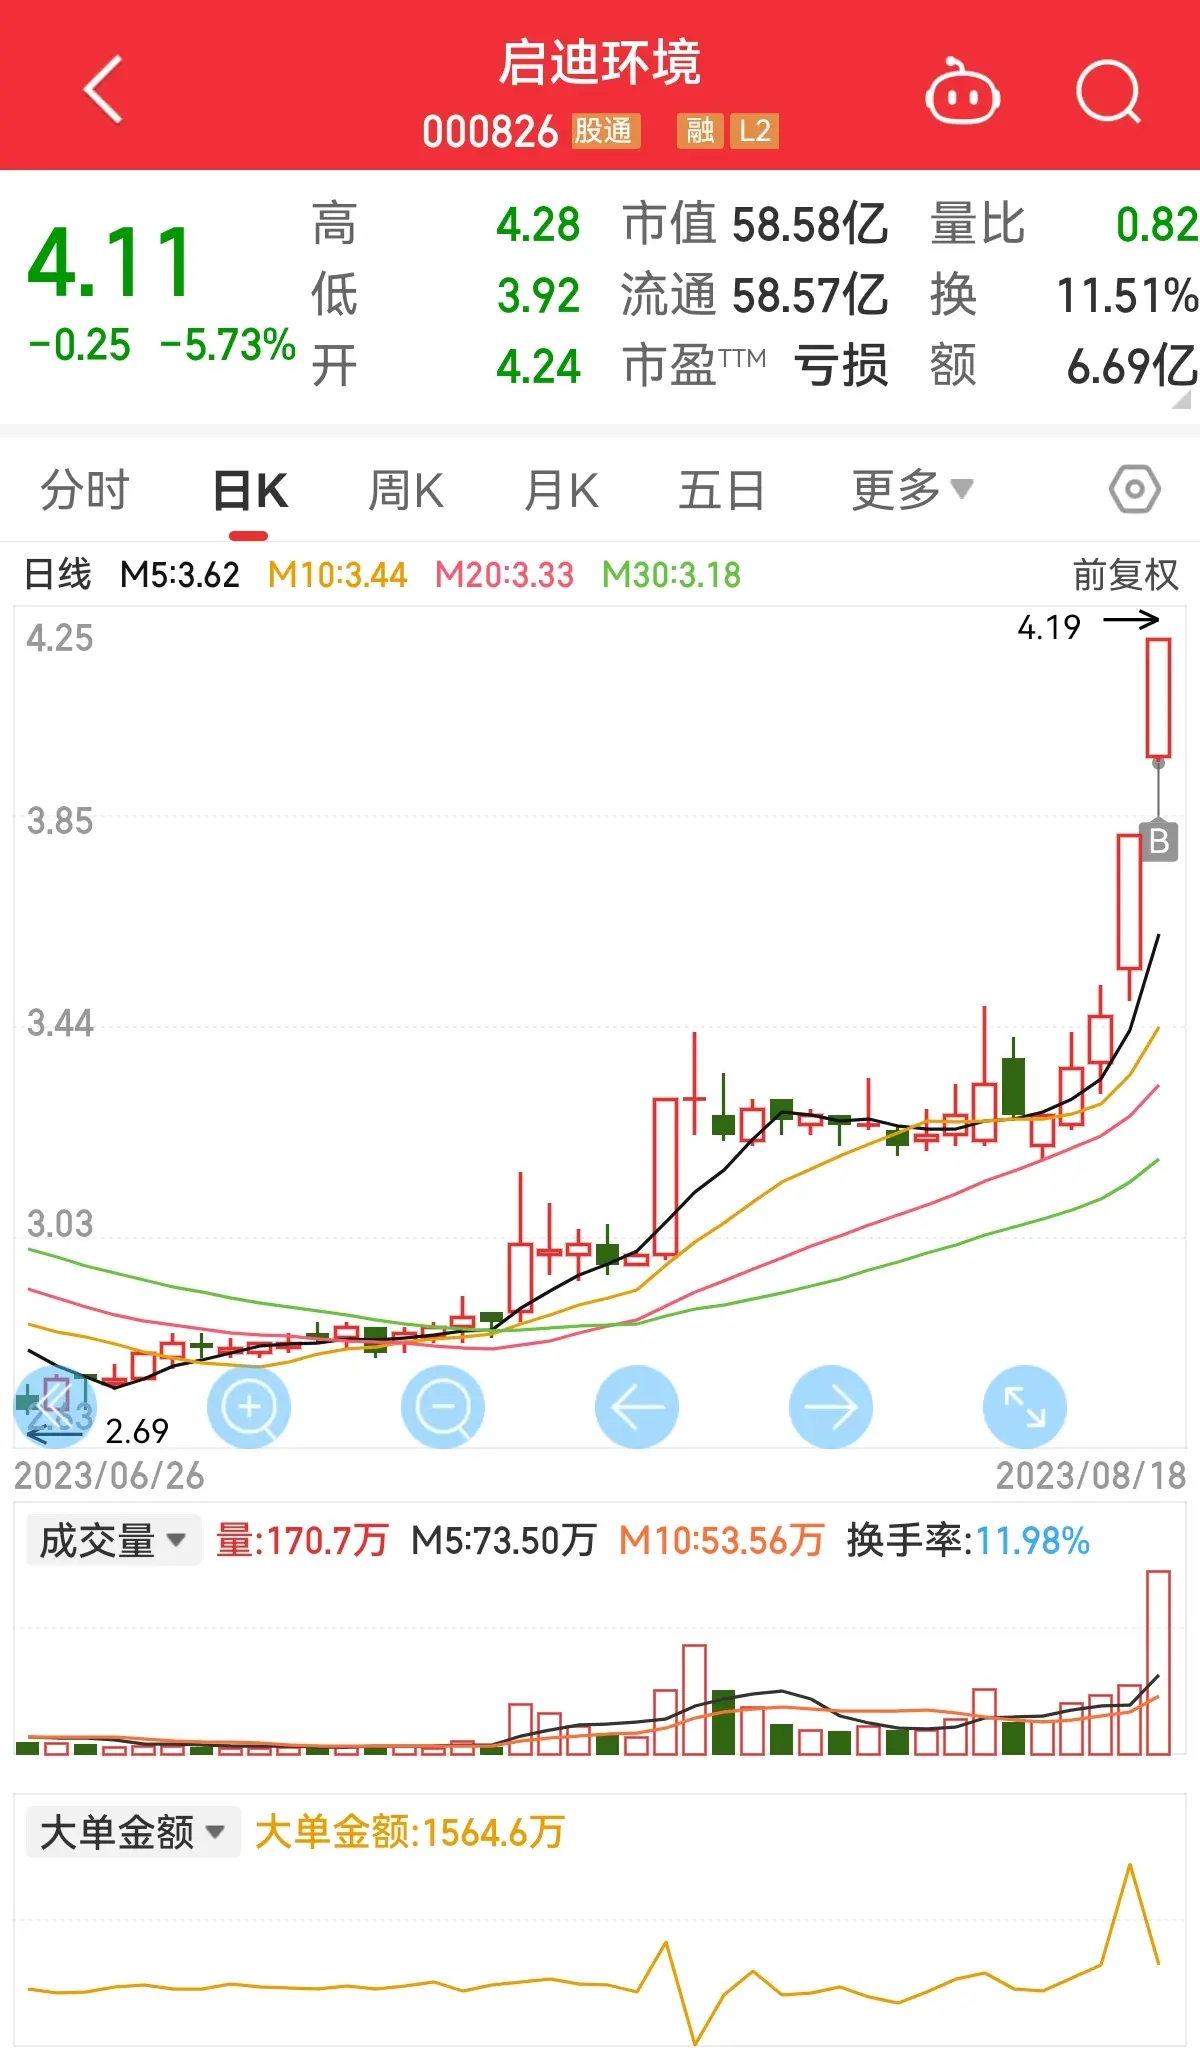 启迪环境
000826 股通 融 L2
4.11
-0.25 -5.73%
高 4.28 市值 58.58亿 量比 0.82
低 3.92 流通 58.57亿 换 11.51%
开 4.24 市盈TTM 亏损 额 6.69亿
分时 日K 周K 月K 五日 更多
日线 M5:3.62 M10:3.44 M20:3.33 M30:3.18 前复权
4.25
4.19
3.85
B
3.44
3.03
2.69
2023/06/26 2023/08/18
成交量 量:170.7万 M5:73.50万 M10:53.56万 换手率:11.98%
大单金额 大单金额:1564.6万